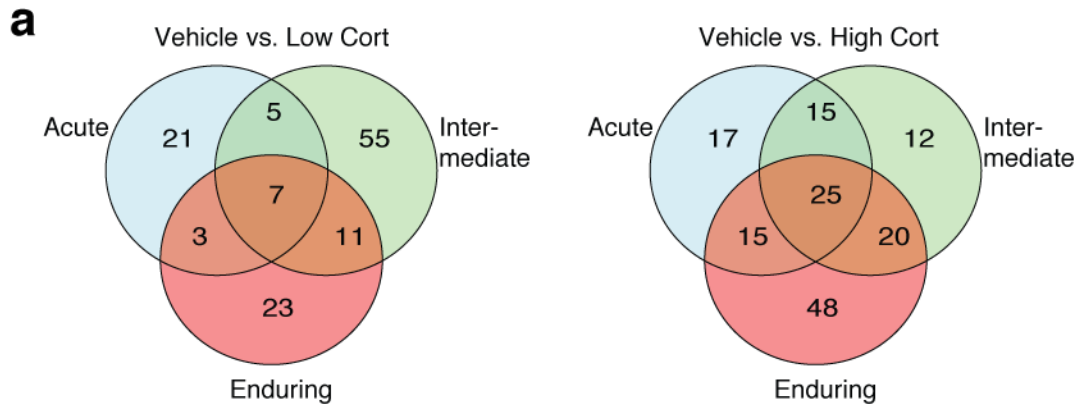 a
Vehicle vs. Low Cort
Acute
21
5
55
Inter-
mediate
7
3
11
23
Enduring
Vehicle vs. High Cort
Acute
17
15
12
Inter-
mediate
25
15
20
48
Enduring